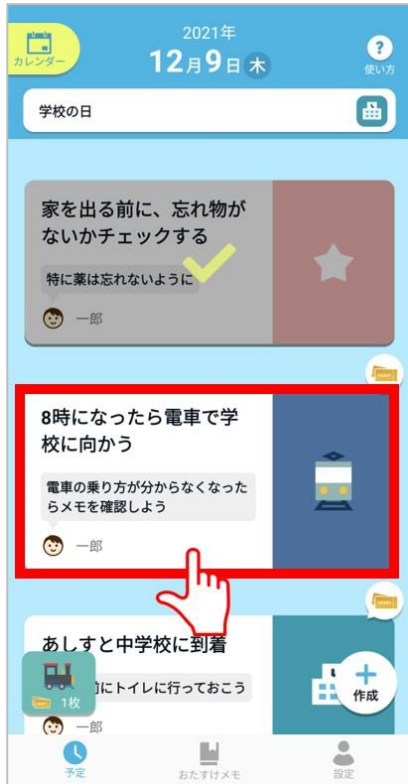 2021年
カレンダー
12月9日 木
?
使い方
学校の日
家を出る前に、忘れ物が
ないかチェックする
特に薬は忘れないように
一郎
8時になったら電車で学
校に向かう
電車の乗り方が分からなくなった
らメモを確認しよう
一郎
あしすと中学校に到着
前にトイレに行っておこう
1枚
作成
一郎
予定
おたすけメモ
設定